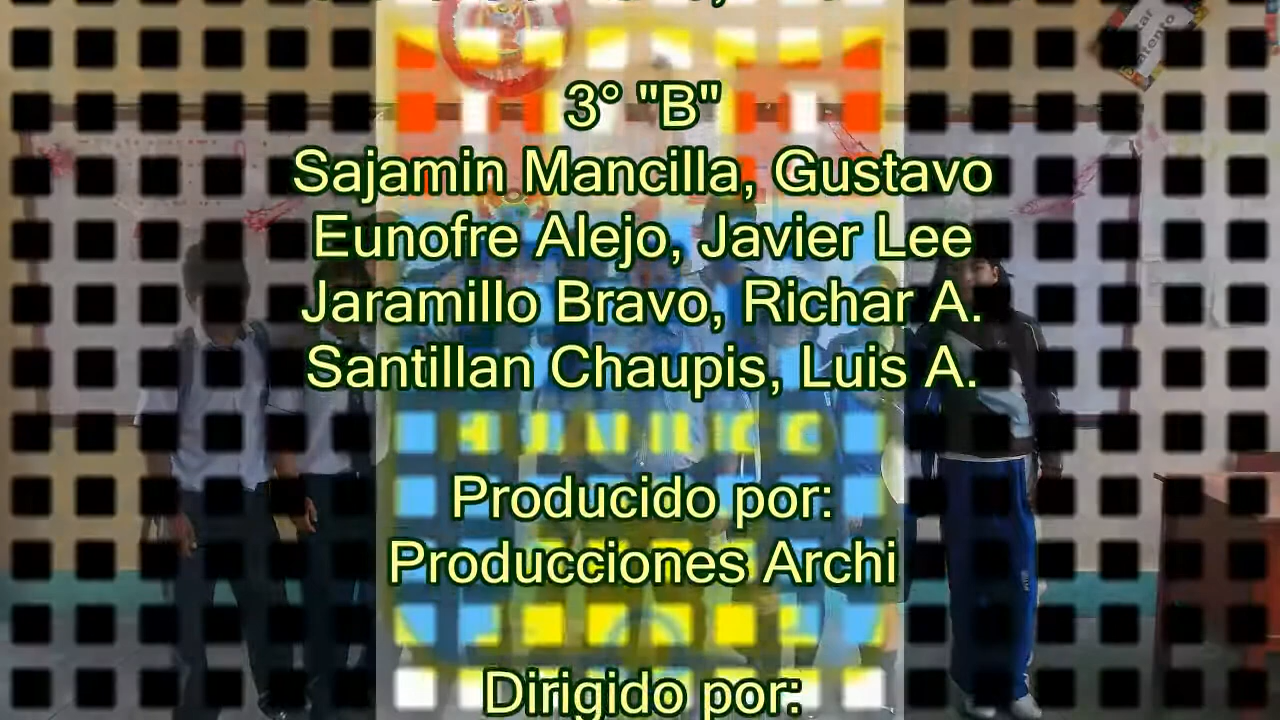 3° "B"
Sajamin Mancilla, Gustavo
Eunofre Alejo, Javier Lee
Jaramillo Bravo, Richar A.
Santillan Chaupis, Luis A.
HUANUCO
Producido por:
Producciones Archi
Dirigido por: